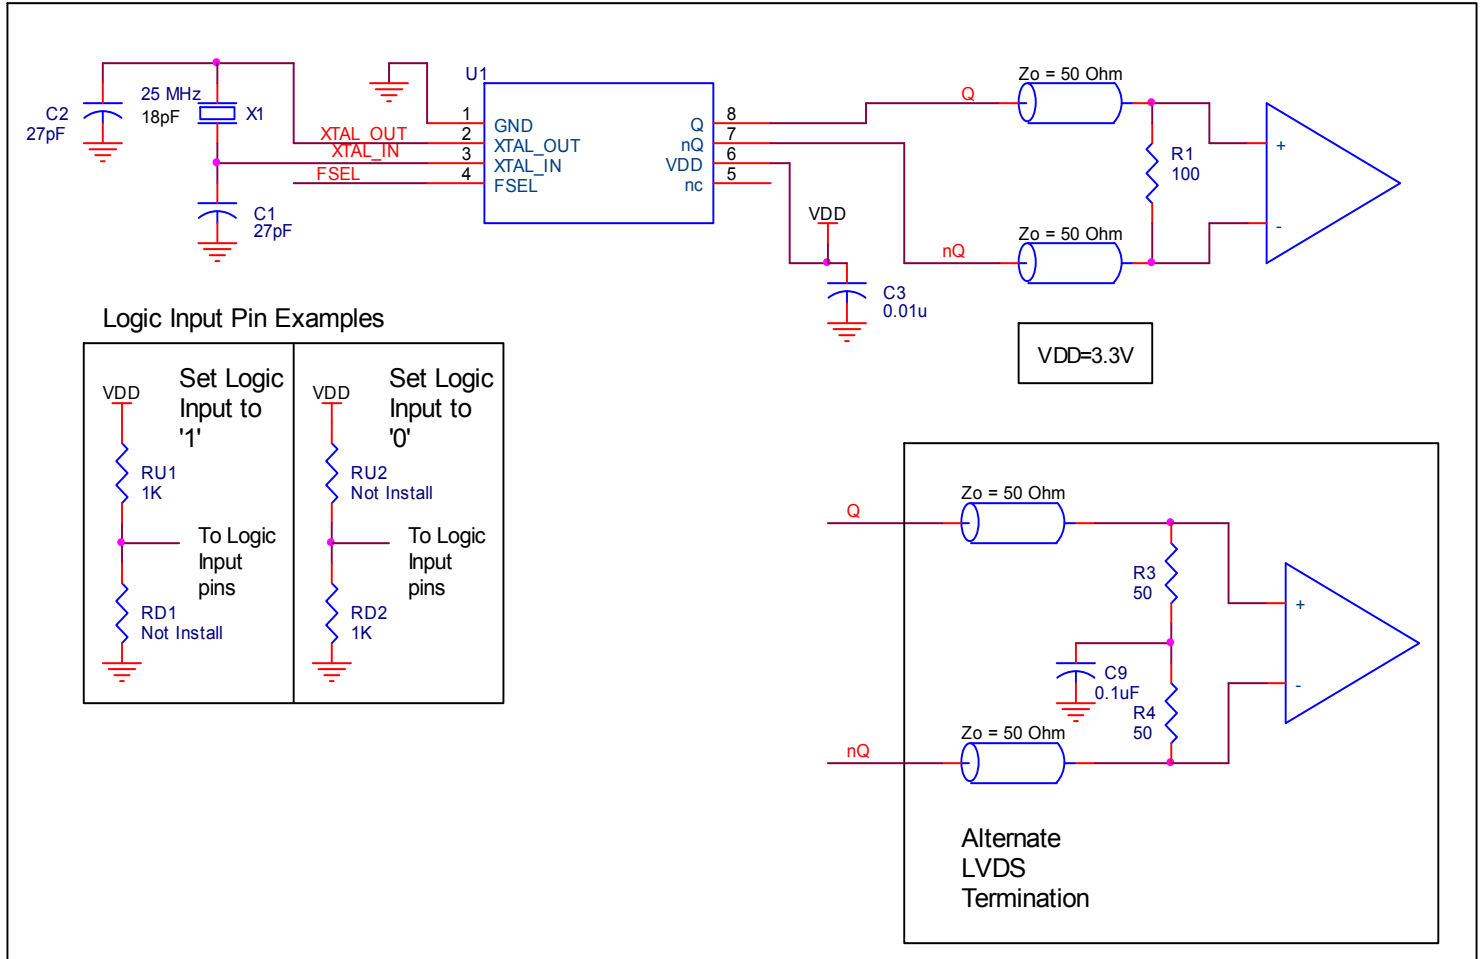 U1
Zo = 50 Ohm
C2
27pF
25 MHz
18pF
X1
XTAL_OUT
XTAL_IN
FSEL
1
2
3
4
GND
XTAL_OUT
XTAL_IN
FSEL
Q
nQ
VDD
nc
8
7
6
5
Q
R1
100
+
-
C1
27pF
VDD
nQ
Zo = 50 Ohm
C3
0.01u
VDD=3.3V
Logic Input Pin Examples
VDD
Set Logic
Input to
'1'
RU1
1K
To Logic
Input
pins
RD1
Not Install
VDD
Set Logic
Input to
'0'
RU2
Not Install
To Logic
Input
pins
RD2
1K
Q
Zo = 50 Ohm
R3
50
+
-
C9
0.1uF
R4
50
nQ
Zo = 50 Ohm
Alternate
LVDS
Termination